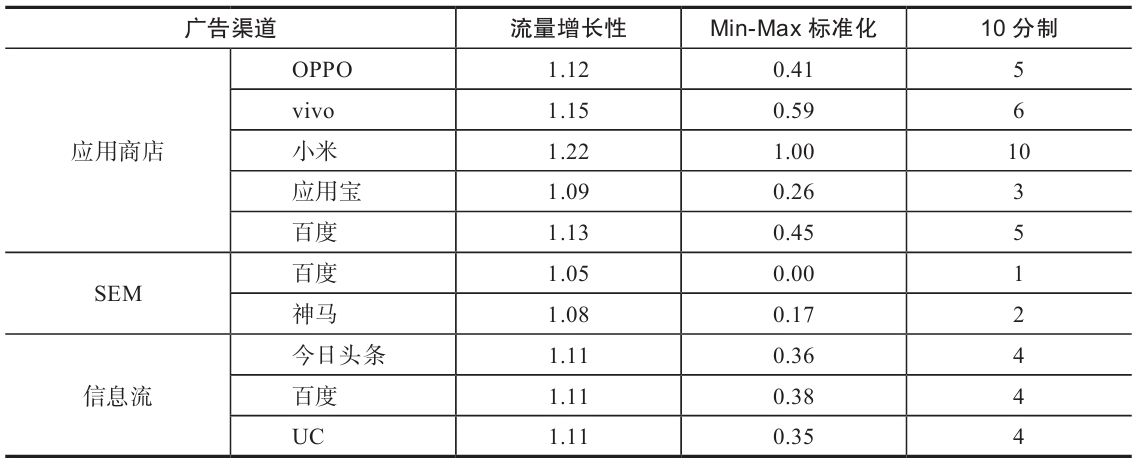 广告渠道 流量增长性 Min-Max 标准化 10 分制
应用商店 OPPO 1.12 0.41 5
vivo 1.15 0.59 6
小米 1.22 1.00 10
应用宝 1.09 0.26 3
百度 1.13 0.45 5
SEM 百度 1.05 0.00 1
神马 1.08 0.17 2
信息流 今日头条 1.11 0.36 4
百度 1.11 0.38 4
UC 1.11 0.35 4